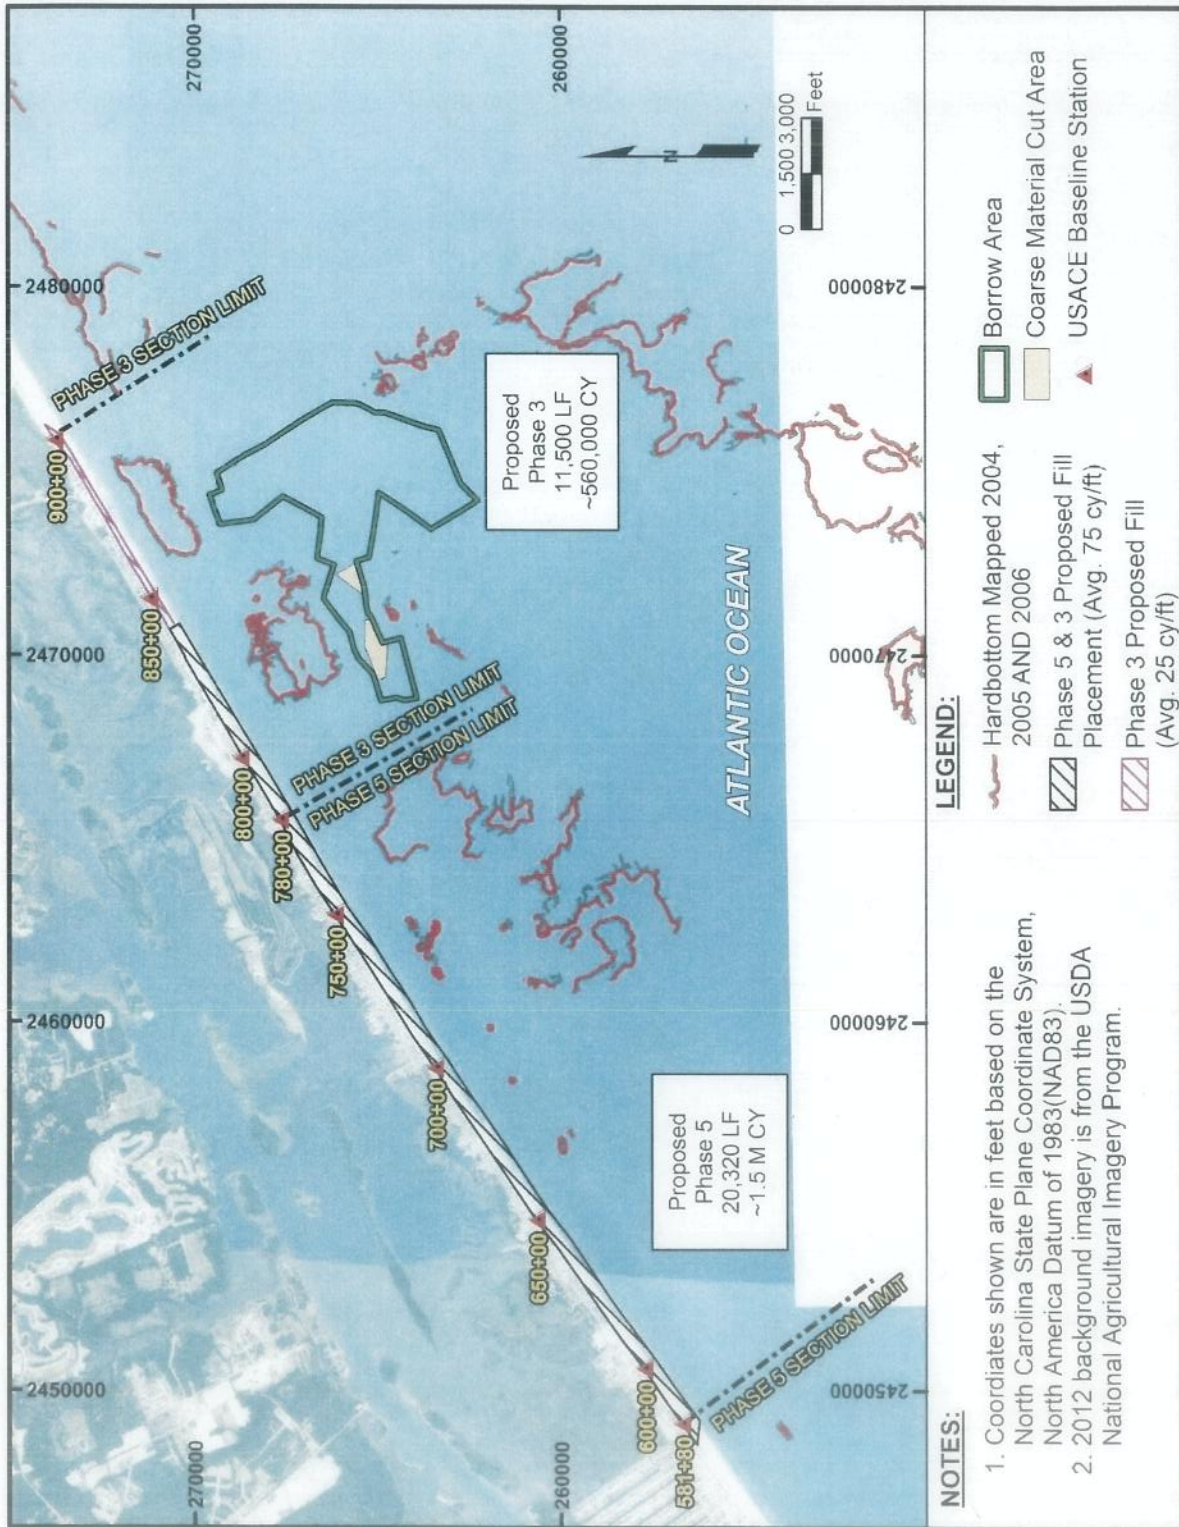 2450000
2460000
2470000
2480000
270000
270000
260000
260000
900+00
PHASE 3 SECTION LIMIT
850+00
800+00
780+00
PHASE 3 SECTION LIMIT
PHASE 5 SECTION LIMIT
750+00
700+00
650+00
600+00
581+80
PHASE 5 SECTION LIMIT
Proposed
Phase 3
11,500 LF
~560,000 CY
Proposed
Phase 5
20,320 LF
~1.5 M CY
ATLANTIC OCEAN
N
0 1,500 3,000
Feet
2450000
2460000
2470000
2480000
NOTES:
1. Coordiates shown are in feet based on the
North Carolina State Plane Coordinate System,
North America Datum of 1983(NAD83).
2. 2012 background imagery is from the USDA
National Agricultural Imagery Program.
LEGEND:
Hardbottom Mapped 2004,
2005 AND 2006
Phase 5 & 3 Proposed Fill
Placement (Avg. 75 cy/ft)
Phase 3 Proposed Fill
(Avg. 25 cy/ft)
Borrow Area
Coarse Material Cut Area
USACE Baseline Station